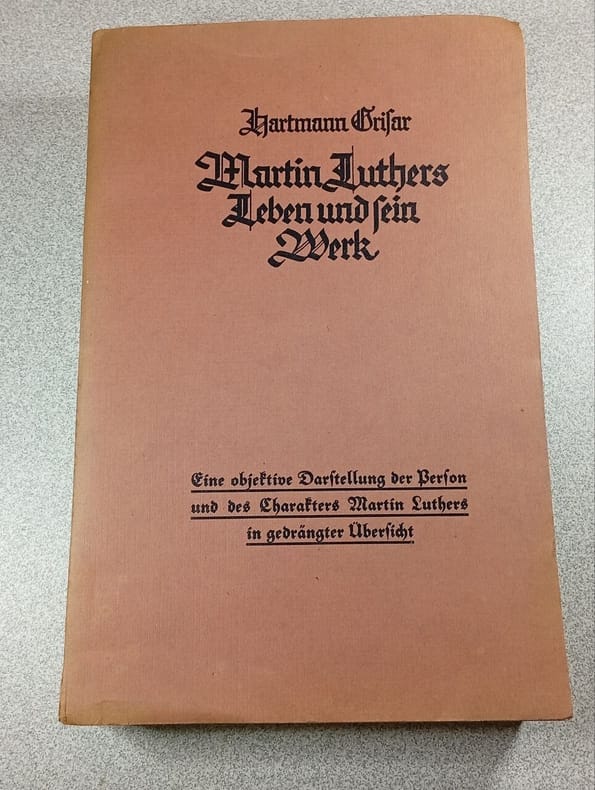 Hartmann Griſar
Martin Luthers
Leben und ſein
Werk
Eine objektive Darſtellung der Perſon
und des Charakters Martin Luthers
in gedrängter Überſicht